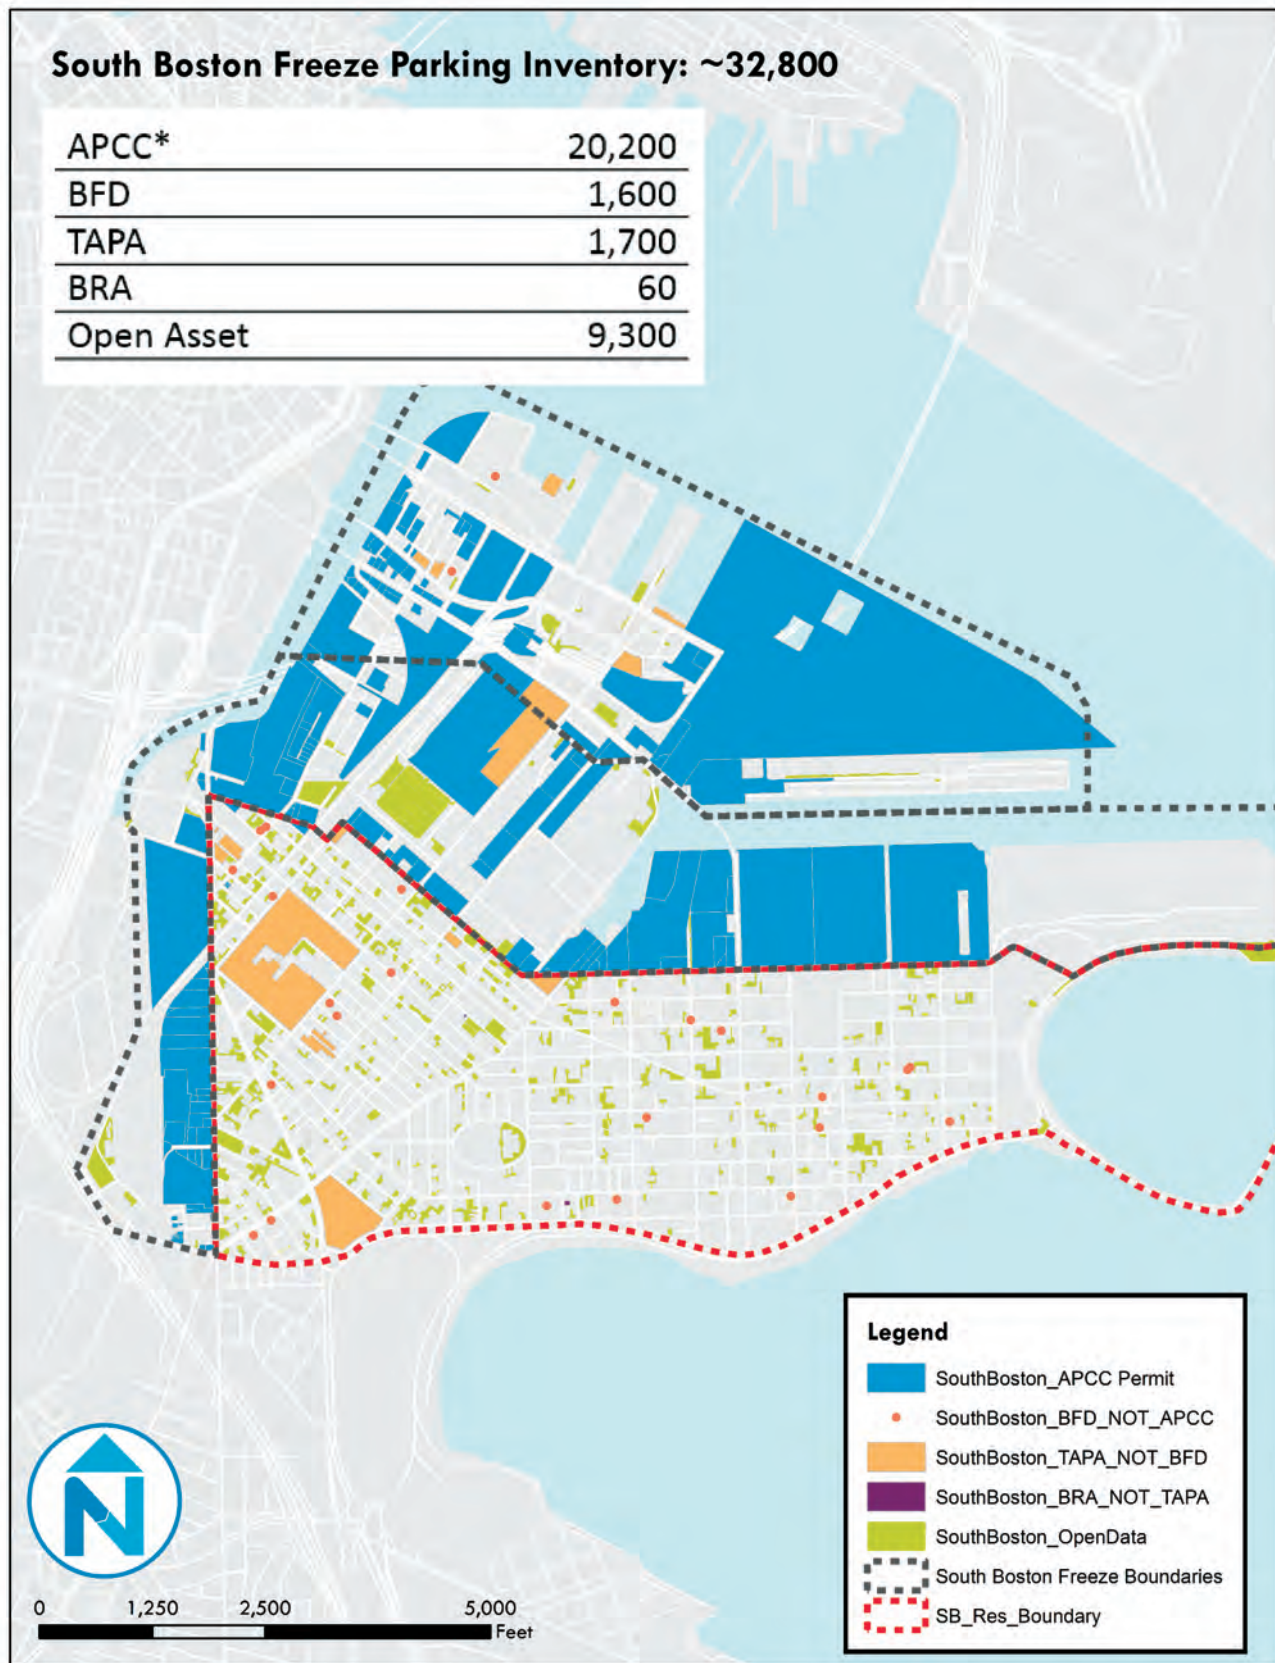 South Boston Freeze Parking Inventory: ~32,800
APCC* 20,200
BFD 1,600
TAPA 1,700
BRA 60
Open Asset 9,300
Legend
SouthBoston_APCC Permit
SouthBoston_BFD_NOT_APCC
SouthBoston_TAPA_NOT_BFD
SouthBoston_BRA_NOT_TAPA
SouthBoston_OpenData
South Boston Freeze Boundaries
SB_Res_Boundary
N
0 1,250 2,500 5,000
Feet